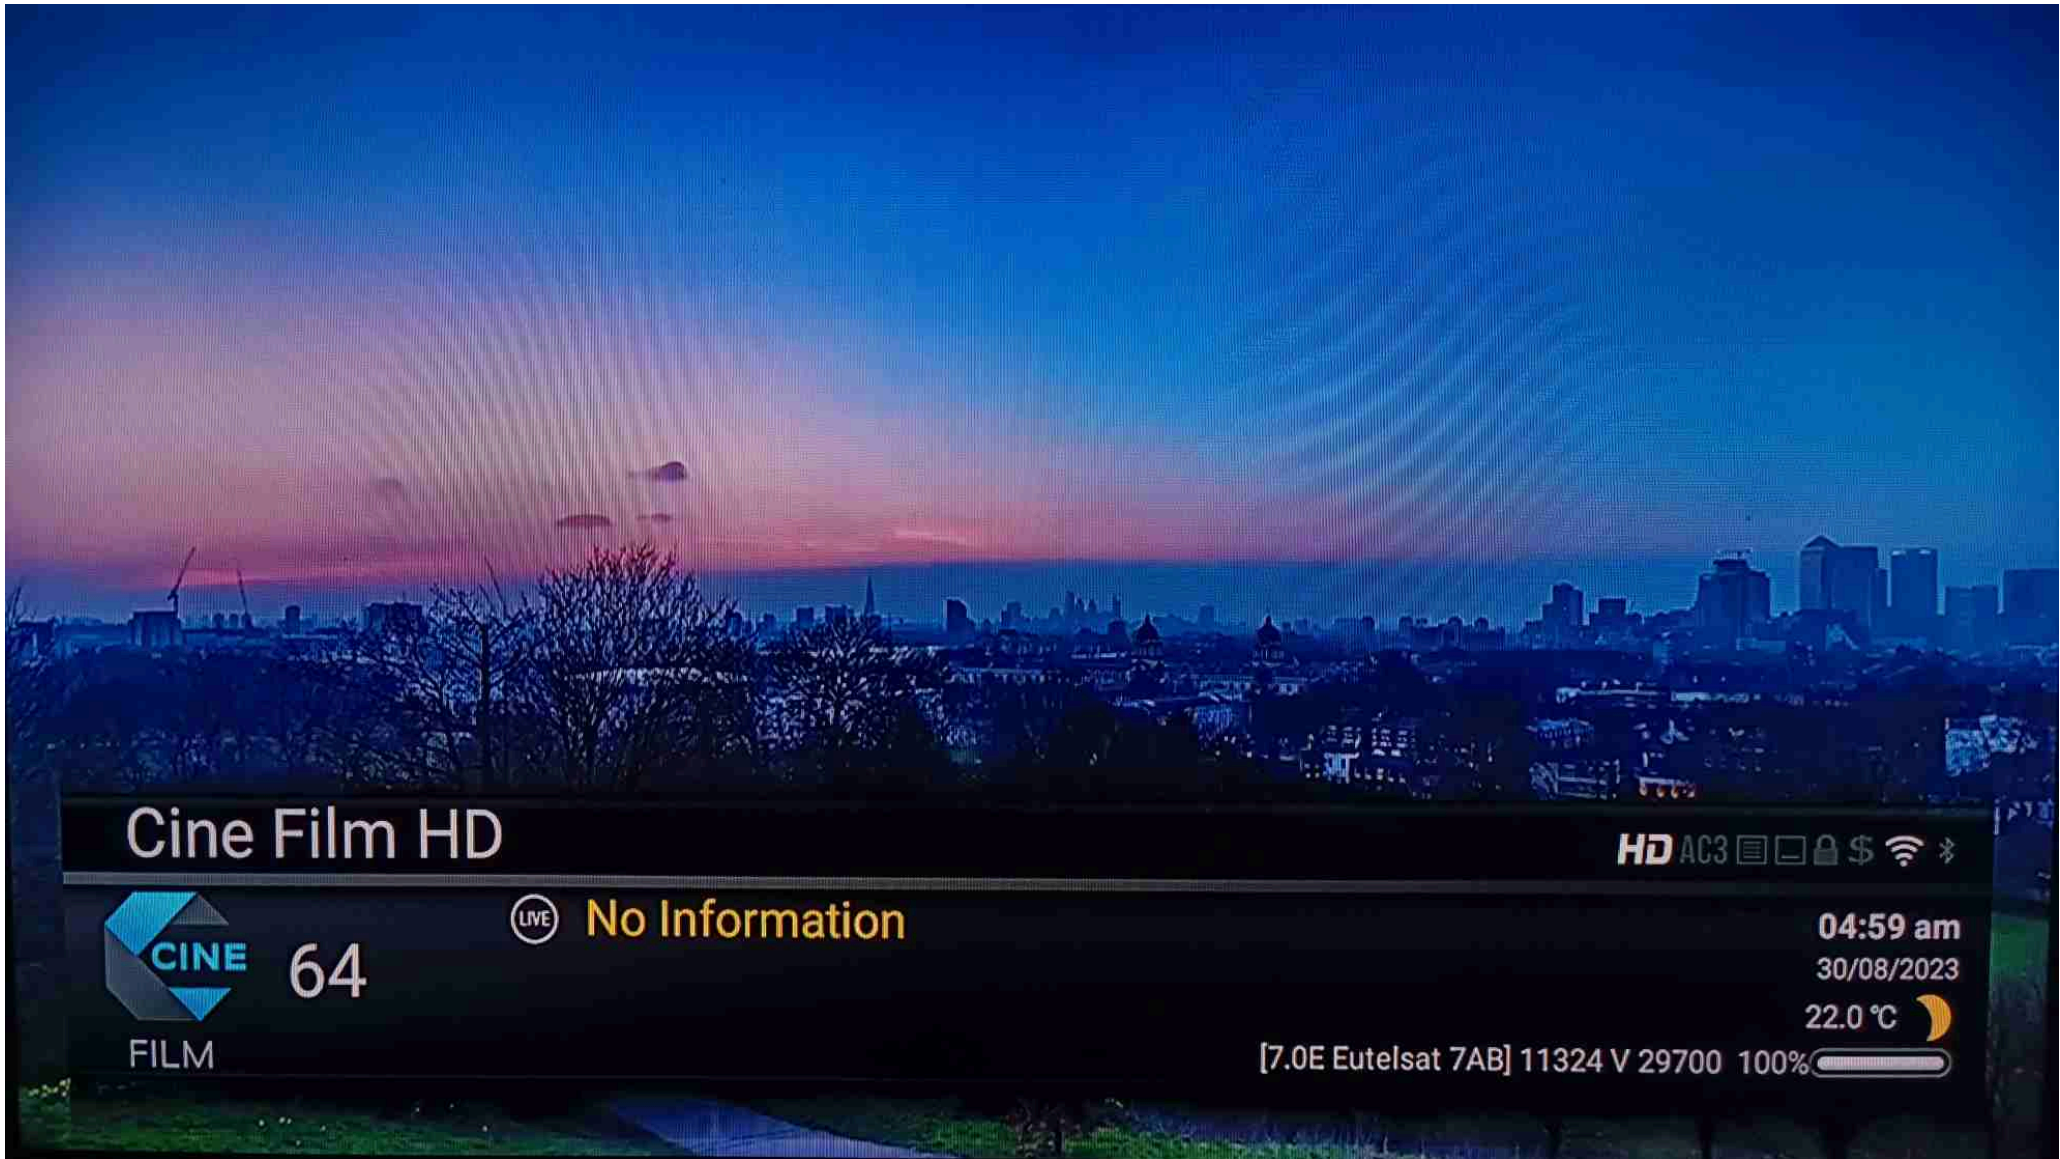 Cine Film HD
HD AC3 $
CINE
FILM
64
LIVE No Information
04:59 am
30/08/2023
22.0 °C
[7.0E Eutelsat 7AB] 11324 V 29700 100%